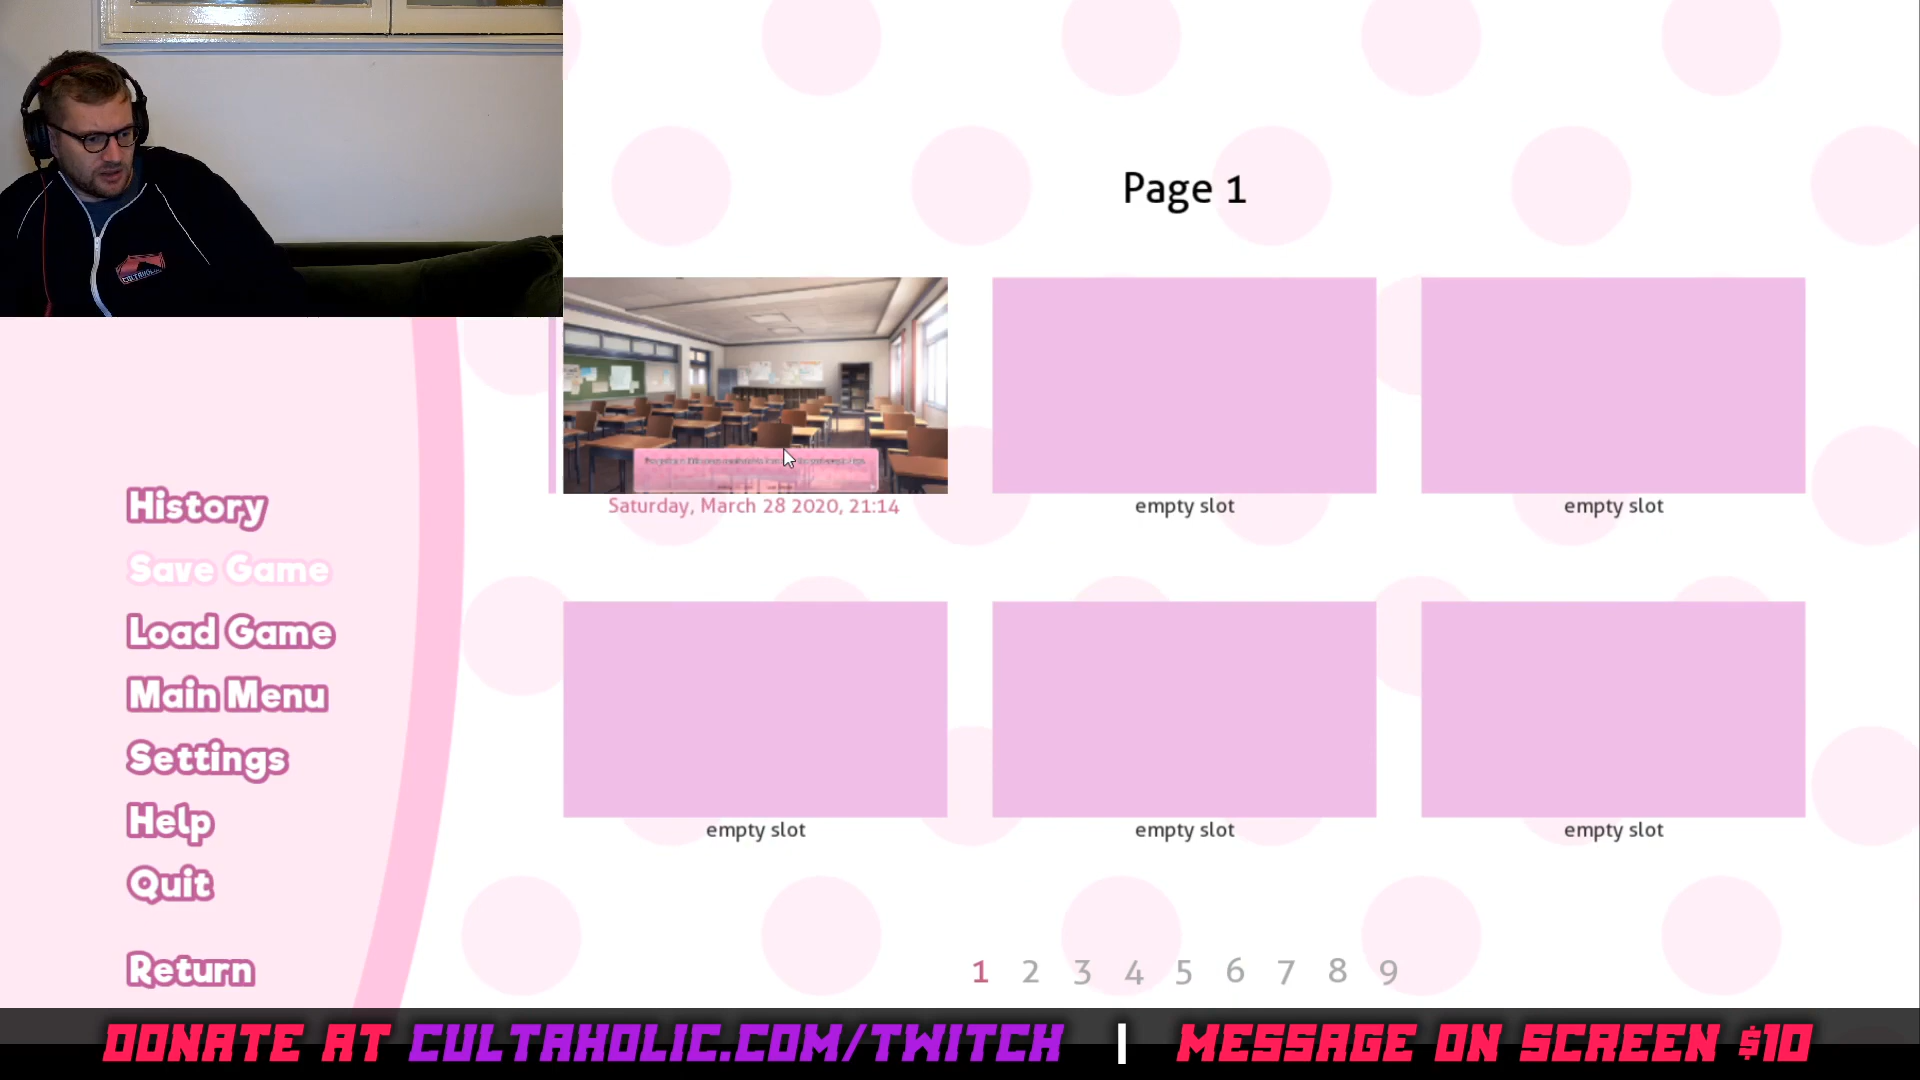 CULTAHOLIC
Page 1
Saturday, March 28 2020, 21:14
empty slot
empty slot
History
Save Game
Load Game
Main Menu
Settings
Help
Quit
Return
empty slot
empty slot
empty slot
1 2 3 4 5 6 7 8 9
DONATE AT CULTAHOLIC.COM/TWITCH | MESSAGE ON SCREEN $10